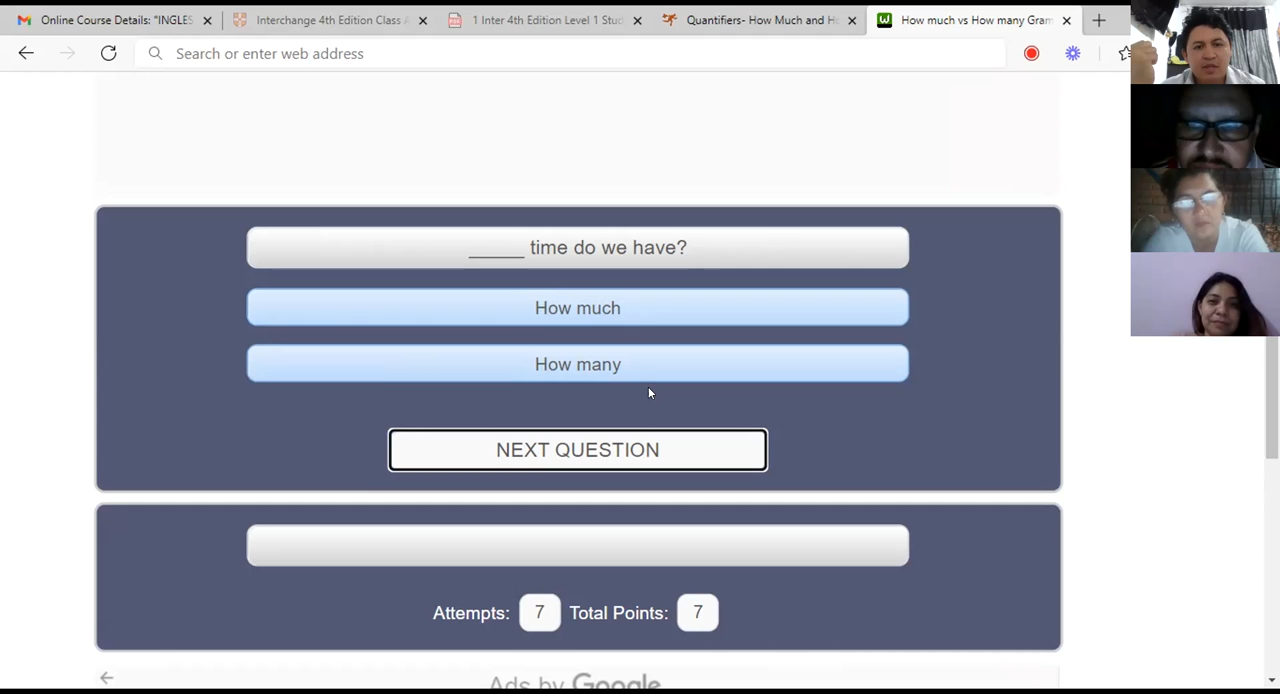 Online Course Details: "INGLES
Interchange 4th Edition Class A
1 Inter 4th Edition Level 1 Stud
Quantifiers- How Much and Ho
How much vs How many Gram
Search or enter web address
_____ time do we have?
How much
How many
NEXT QUESTION
Attempts: 7 Total Points: 7
Ads by Google